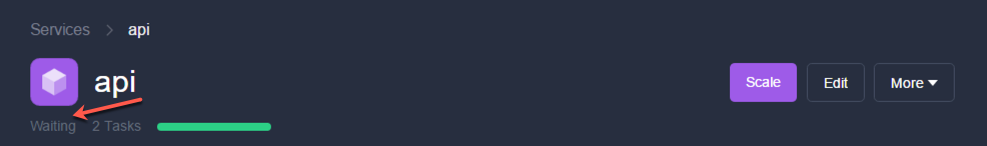 Services > api
api
Scale
Edit
More
Waiting 2 Tasks